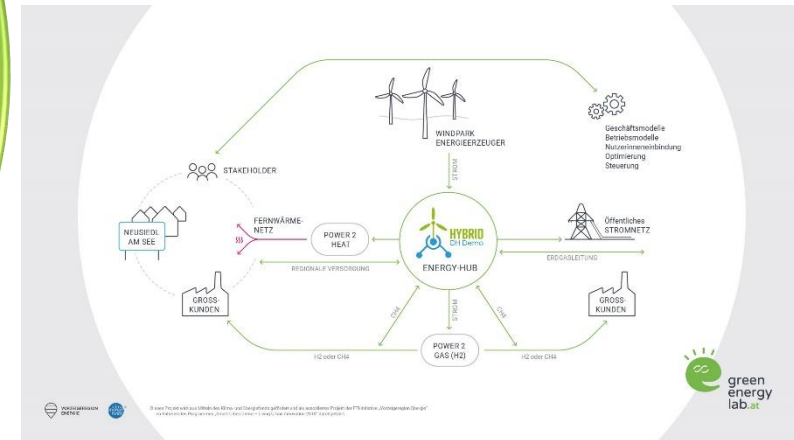 WINDPARK
ENERGIEERZEUGER
Geschäftsmodelle
Betriebsmodelle
Nutzerinneneinbindung
Optimierung
Steuerung
STAKEHOLDER
STROM
NEUSIEDL
AM SEE
FERNWÄRME-
NETZ
POWER 2
HEAT
HYBRID
DH Demo
ENERGY-HUB
Öffentliches
STROMNETZ
REGIONALE VERSORGUNG
ERDGASLEITUNG
GROSS-
KUNDEN
CH4
STROM
CH4
GROSS-
KUNDEN
H2 oder CH4
POWER 2
GAS (H2)
H2 oder CH4
green
energy
lab.at